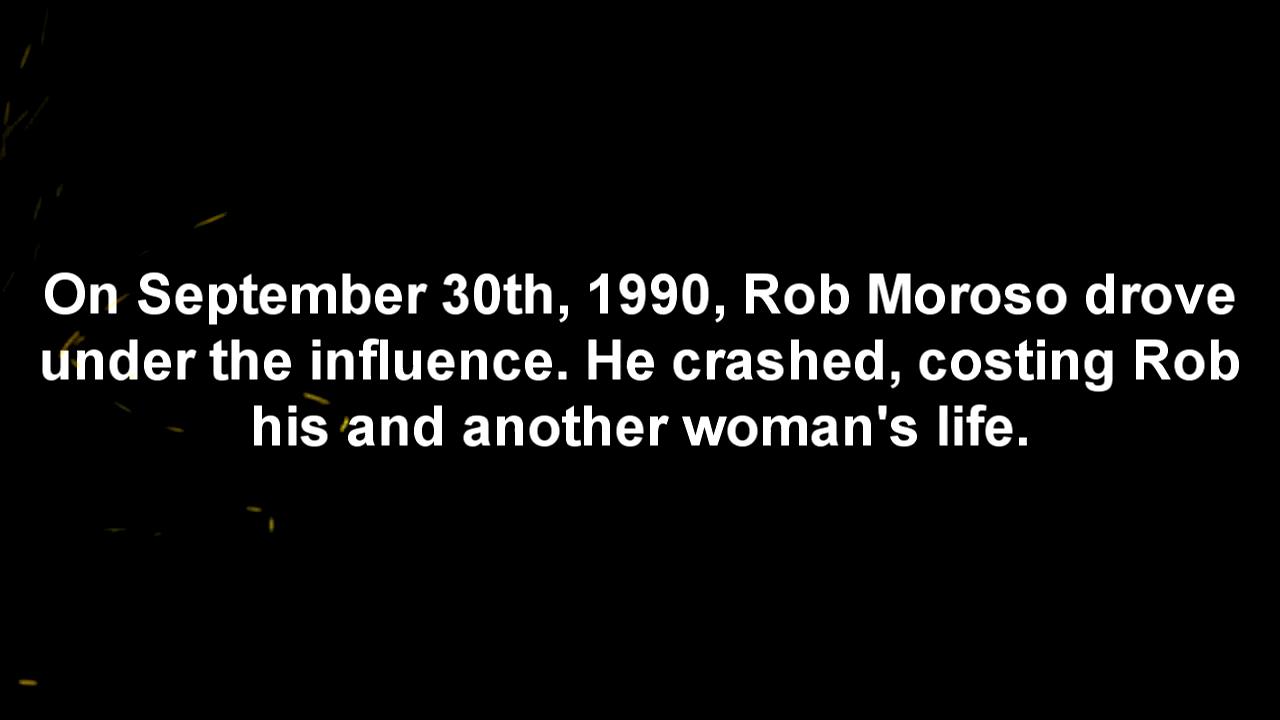 On September 30th, 1990, Rob Moroso drove
under the influence. He crashed, costing Rob
his and another woman's life.